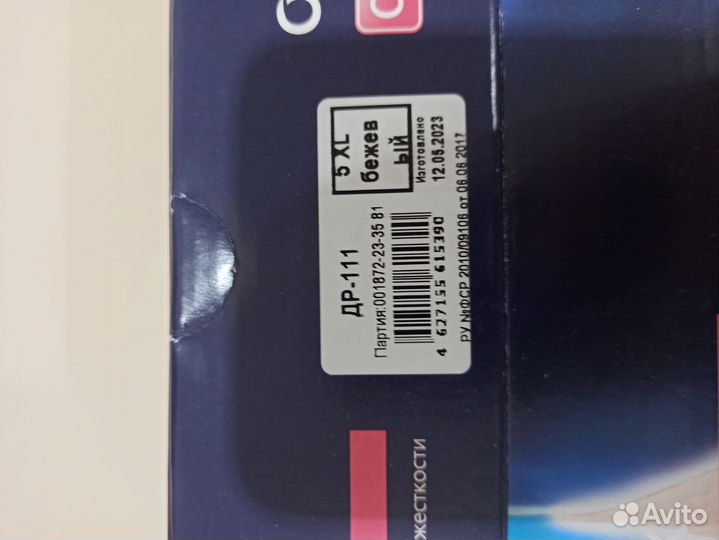 ДР-111
5 XL
бежев
ый
Партия:001872-23-35 81
Изготовлено
12.05.2023
4 627155 615390
РУ №ФСР 2010/09108 от 06.06.2017
жесткости
Avito